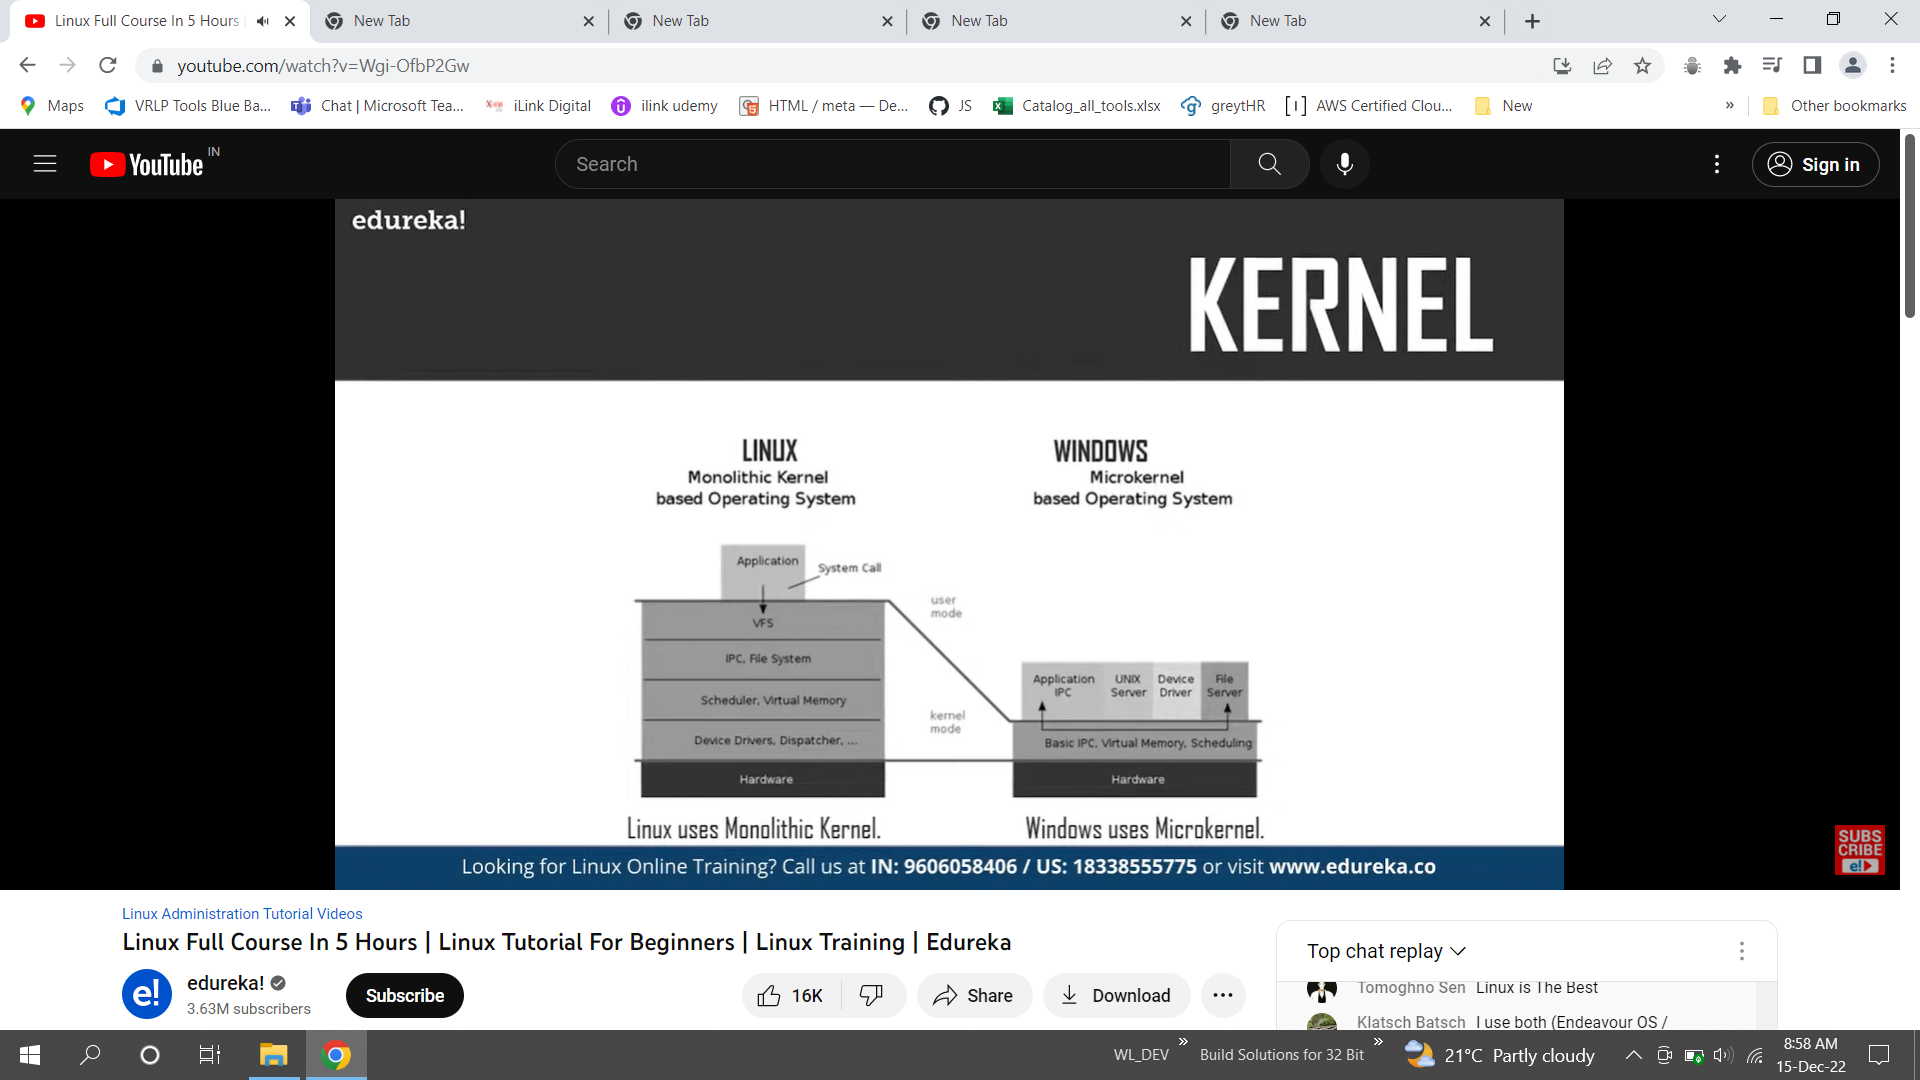 Linux Full Course In 5 Hours
New Tab
New Tab
New Tab
New Tab
youtube.com/watch?v=Wgi-OfbP2Gw
Maps
VRLP Tools Blue Ba...
Chat | Microsoft Tea...
iLink Digital
ilink udemy
HTML / meta — De...
JS
Catalog_all_tools.xlsx
greytHR
AWS Certified Clou...
New
»
Other bookmarks
YouTube IN
Search
Sign in
edureka!
KERNEL
LINUX
Monolithic Kernel
based Operating System
WINDOWS
Microkernel
based Operating System
Application
System Call
user
mode
VFS
IPC, File System
Scheduler, Virtual Memory
kernel
mode
Device Drivers, Dispatcher, ...
Hardware
Application
IPC
UNIX
Server
Device
Driver
File
Server
Basic IPC, Virtual Memory, Scheduling
Hardware
Linux uses Monolithic Kernel.
Windows uses Microkernel.
SUBS
CRIBE
e!
Looking for Linux Online Training? Call us at IN: 9606058406 / US: 18338555775 or visit www.edureka.co
Linux Administration Tutorial Videos
Linux Full Course In 5 Hours | Linux Tutorial For Beginners | Linux Training | Edureka
e!
edureka!
3.63M subscribers
Subscribe
16K
Share
Download
Top chat replay
Tomoghno Sen Linux is The Best
Klatsch Batsch I use both (Endeavour OS /
WL_DEV
»
Build Solutions for 32 Bit
»
21°C Partly cloudy
8:58 AM
15-Dec-22